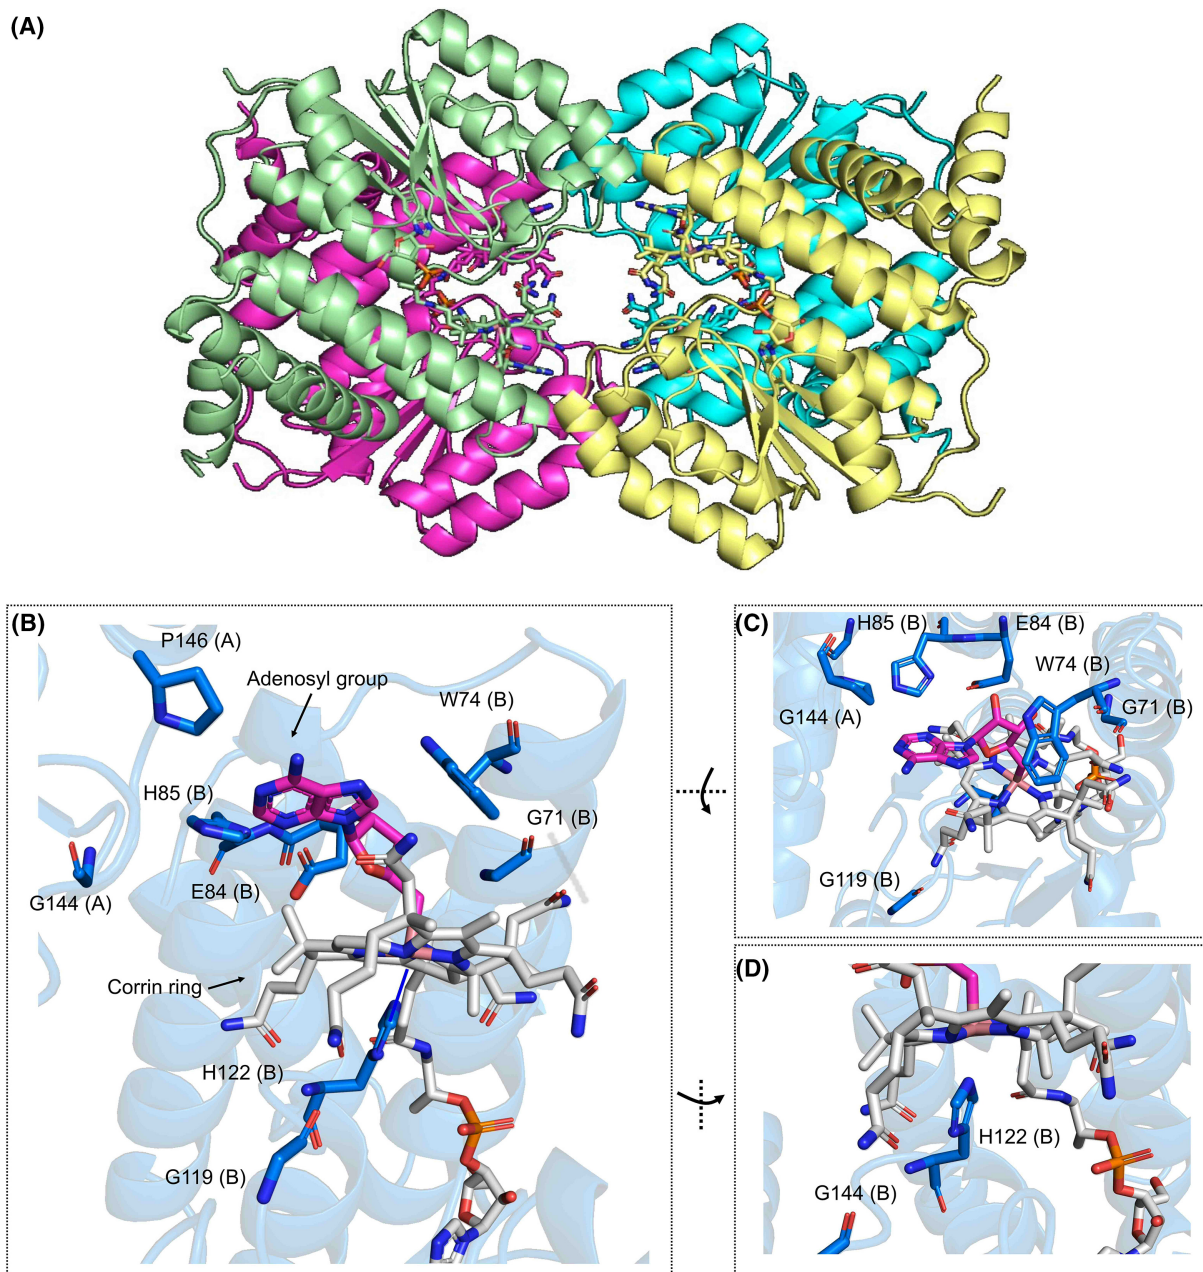 (A)
(B)
P146 (A)
Adenosyl group
W74 (B)
H85 (B)
G71 (B)
G144 (A)
E84 (B)
Corrin ring
H122 (B)
G119 (B)
(C)
H85 (B)
E84 (B)
W74 (B)
G71 (B)
G144 (A)
G119 (B)
(D)
H122 (B)
G144 (B)